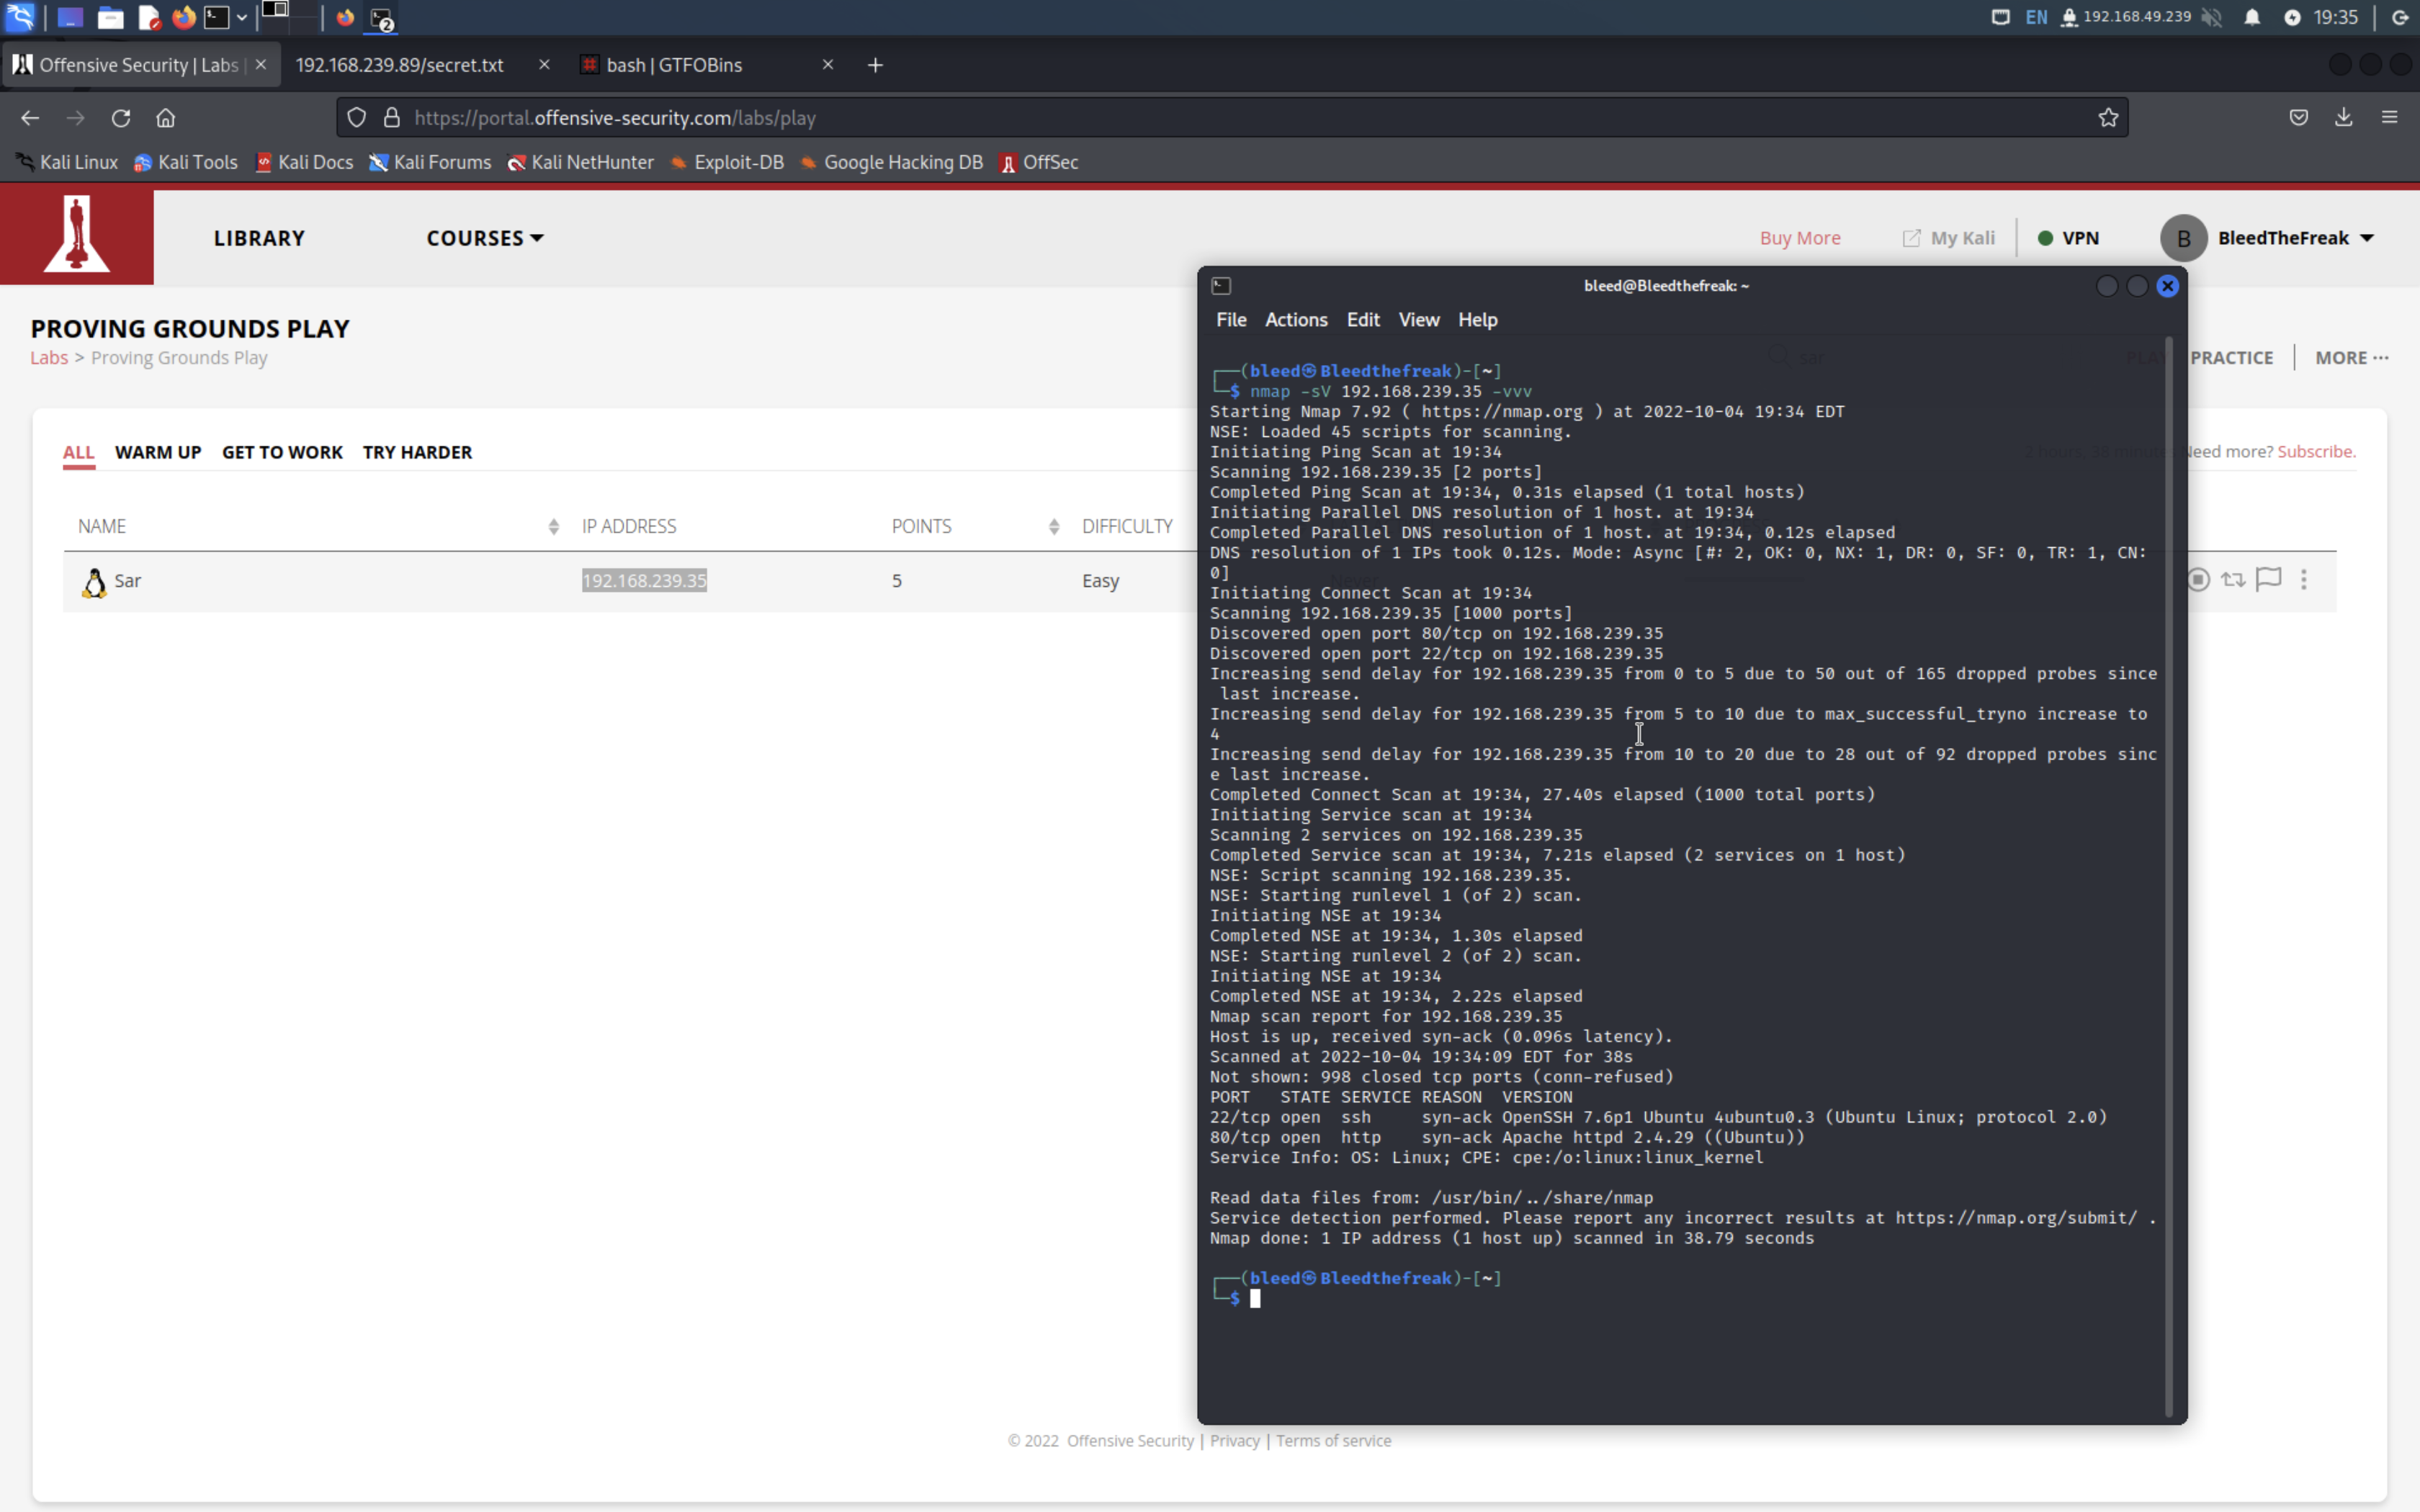 EN 192.168.49.239 19:35
Offensive Security | Labs |
192.168.239.89/secret.txt
bash | GTFOBins
https://portal.offensive-security.com/labs/play
Kali Linux Kali Tools Kali Docs Kali Forums Kali NetHunter Exploit-DB Google Hacking DB OffSec
LIBRARY COURSES Buy More My Kali VPN B BleedTheFreak
PROVING GROUNDS PLAY
Labs > Proving Grounds Play
PLAY PRACTICE MORE ···
ALL WARM UP GET TO WORK TRY HARDER
Need more? Subscribe.
NAME IP ADDRESS POINTS DIFFICULTY
Sar 192.168.239.35 5 Easy
bleed@Bleedthefreak: ~
File Actions Edit View Help
sar
┌──(bleed㉿Bleedthefreak)-[~]
└─$ nmap -sV 192.168.239.35 -vvv
Starting Nmap 7.92 ( https://nmap.org ) at 2022-10-04 19:34 EDT
NSE: Loaded 45 scripts for scanning.
Initiating Ping Scan at 19:34
Scanning 192.168.239.35 [2 ports]
Completed Ping Scan at 19:34, 0.31s elapsed (1 total hosts)
Initiating Parallel DNS resolution of 1 host. at 19:34
Completed Parallel DNS resolution of 1 host. at 19:34, 0.12s elapsed
DNS resolution of 1 IPs took 0.12s. Mode: Async [#: 2, OK: 0, NX: 1, DR: 0, SF: 0, TR: 1, CN:
0]
Initiating Connect Scan at 19:34
Scanning 192.168.239.35 [1000 ports]
Discovered open port 80/tcp on 192.168.239.35
Discovered open port 22/tcp on 192.168.239.35
Increasing send delay for 192.168.239.35 from 0 to 5 due to 50 out of 165 dropped probes since
last increase.
Increasing send delay for 192.168.239.35 from 5 to 10 due to max_successful_tryno increase to
4
Increasing send delay for 192.168.239.35 from 10 to 20 due to 28 out of 92 dropped probes sinc
e last increase.
Completed Connect Scan at 19:34, 27.40s elapsed (1000 total ports)
Initiating Service scan at 19:34
Scanning 2 services on 192.168.239.35
Completed Service scan at 19:34, 7.21s elapsed (2 services on 1 host)
NSE: Script scanning 192.168.239.35.
NSE: Starting runlevel 1 (of 2) scan.
Initiating NSE at 19:34
Completed NSE at 19:34, 1.30s elapsed
NSE: Starting runlevel 2 (of 2) scan.
Initiating NSE at 19:34
Completed NSE at 19:34, 2.22s elapsed
Nmap scan report for 192.168.239.35
Host is up, received syn-ack (0.096s latency).
Scanned at 2022-10-04 19:34:09 EDT for 38s
Not shown: 998 closed tcp ports (conn-refused)
PORT STATE SERVICE REASON VERSION
22/tcp open ssh syn-ack OpenSSH 7.6p1 Ubuntu 4ubuntu0.3 (Ubuntu Linux; protocol 2.0)
80/tcp open http syn-ack Apache httpd 2.4.29 ((Ubuntu))
Service Info: OS: Linux; CPE: cpe:/o:linux:linux_kernel
Read data files from: /usr/bin/../share/nmap
Service detection performed. Please report any incorrect results at https://nmap.org/submit/ .
Nmap done: 1 IP address (1 host up) scanned in 38.79 seconds
┌──(bleed㉿Bleedthefreak)-[~]
└─$
© 2022 Offensive Security | Privacy | Terms of service